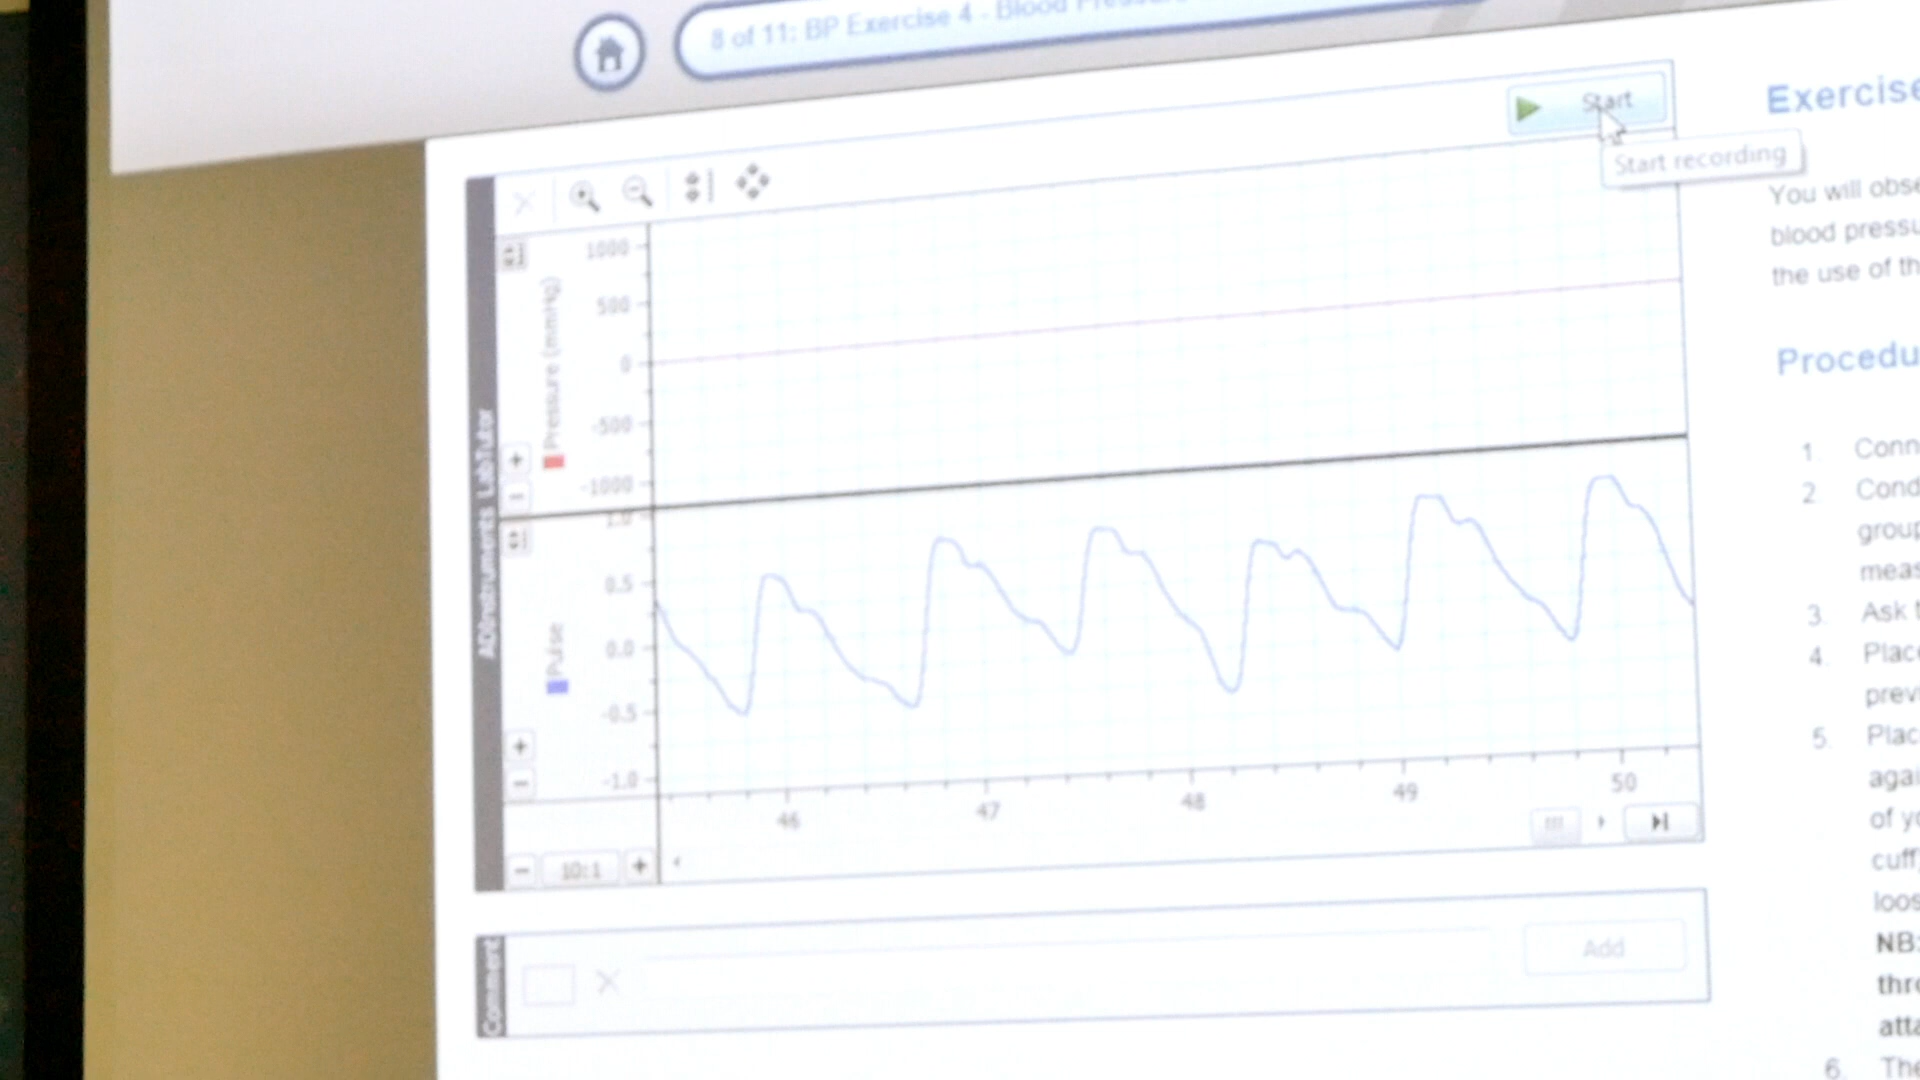 8 of 11: BP Exercise 4 - Blood Pressure
Start
Start recording
Exercise
You will obse
blood pressu
the use of th
Procedu
1. Conn
2. Cond
group
meas
3. Ask t
4. Place
prev
5. Plac
agai
of yo
cuff
loos
NB:
thro
atta
6. The
ADInstruments LabTutor
Pressure (mmHg)
1000
500
0
-500
-1000
Pulse
1.0
0.5
0.0
-0.5
-1.0
46
47
48
49
50
10:1
Comment
Add